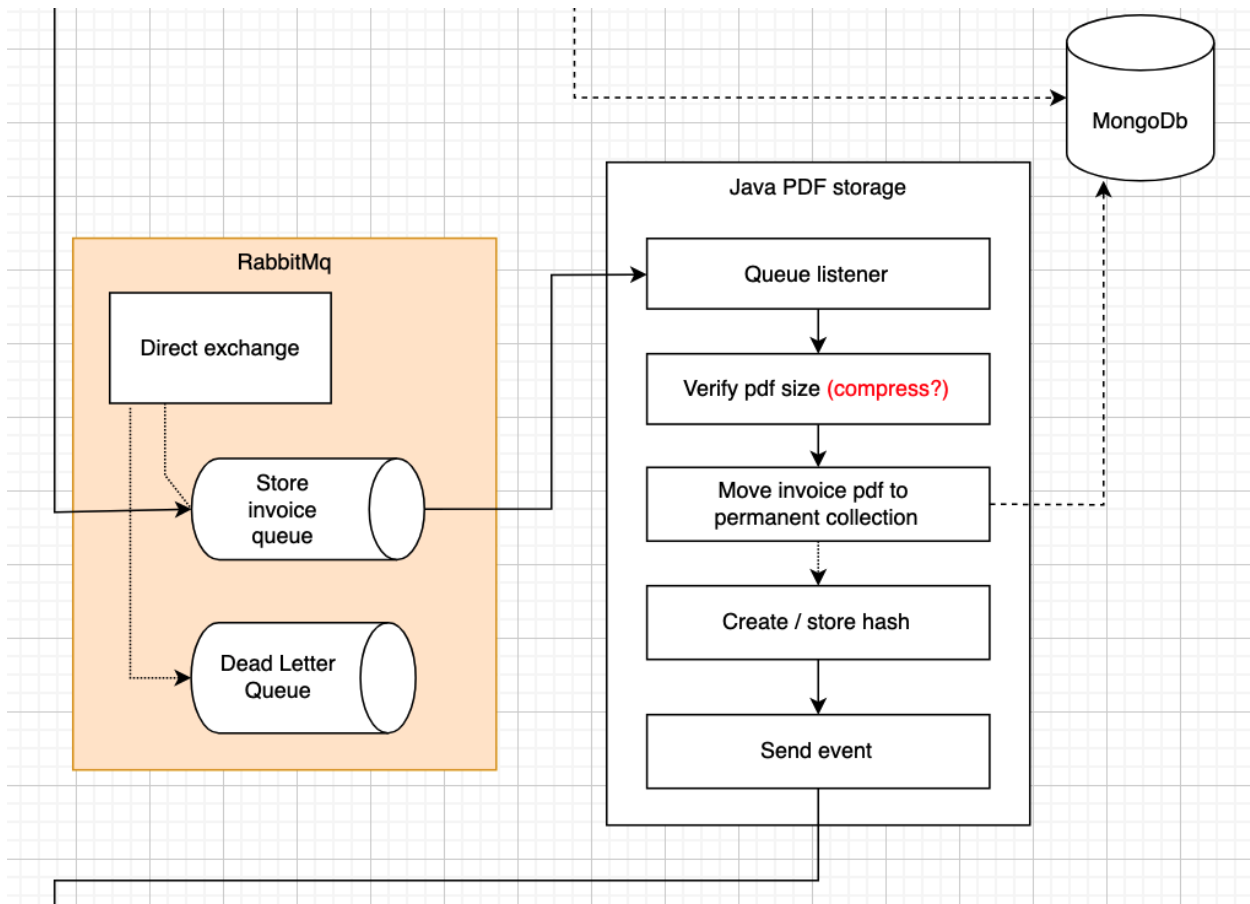 MongoDb
Java PDF storage
RabbitMq
Queue listener
Direct exchange
Verify pdf size (compress?)
Store
invoice
queue
Move invoice pdf to
permanent collection
Create / store hash
Dead Letter
Queue
Send event